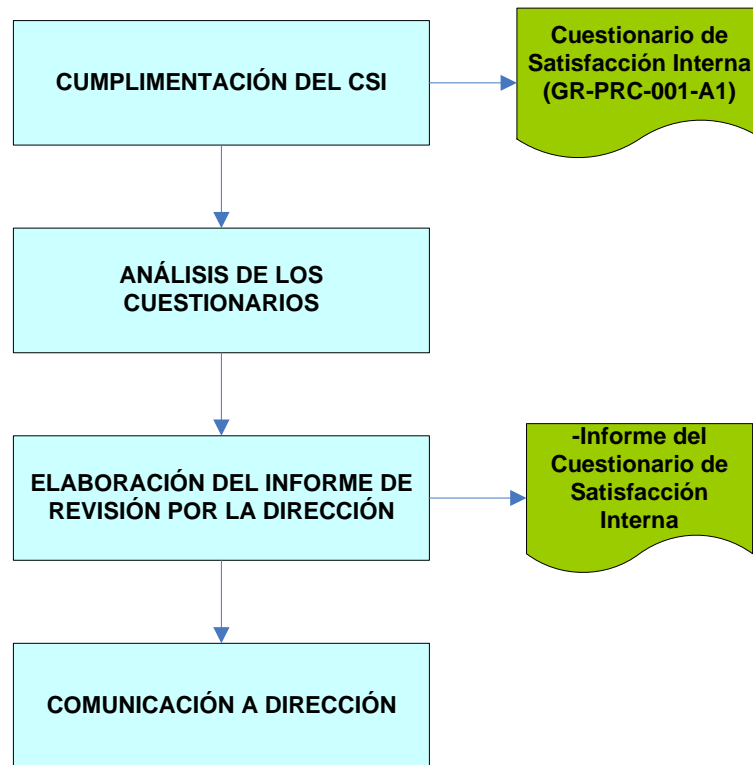 CUMPLIMENTACIÓN DEL CSI
Cuestionario de
Satisfacción Interna
(GR-PRC-001-A1)
ANÁLISIS DE LOS
CUESTIONARIOS
ELABORACIÓN DEL INFORME DE
REVISIÓN POR LA DIRECCIÓN
-Informe del
Cuestionario de
Satisfacción
Interna
COMUNICACIÓN A DIRECCIÓN